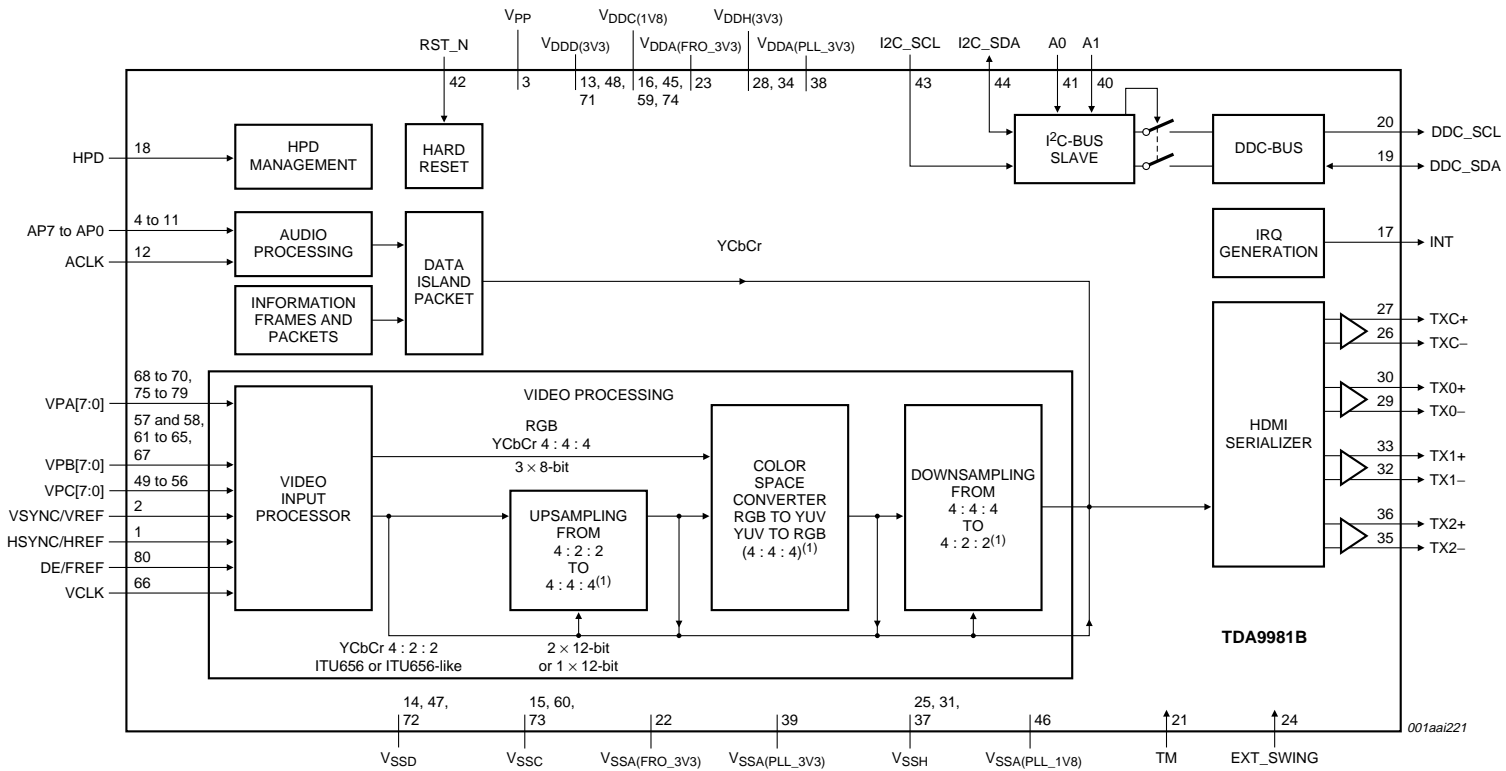 VPP
VDDC(1V8)
VDDH(3V3)
RST_N
VDDD(3V3)
VDDA(FRO_3V3)
VDDA(PLL_3V3)
I2C_SCL
I2C_SDA
A0
A1
42
3
13, 48,
71
16, 45,
59, 74
23
28, 34
38
43
44
41
40
HPD
18
HPD
MANAGEMENT
HARD
RESET
I2C-BUS
SLAVE
DDC-BUS
20
DDC_SCL
19
DDC_SDA
AP7 to AP0
4 to 11
ACLK
12
AUDIO
PROCESSING
DATA
ISLAND
PACKET
YCbCr
IRQ
GENERATION
17
INT
INFORMATION
FRAMES AND
PACKETS
HDMI
SERIALIZER
27
TXC+
26
TXC−
30
TX0+
29
TX0−
33
TX1+
32
TX1−
36
TX2+
35
TX2−
VIDEO PROCESSING
68 to 70,
75 to 79
VPA[7:0]
57 and 58,
61 to 65,
67
VPB[7:0]
49 to 56
VPC[7:0]
2
VSYNC/VREF
1
HSYNC/HREF
80
DE/FREF
66
VCLK
VIDEO
INPUT
PROCESSOR
RGB
YCbCr 4 : 4 : 4
3 × 8-bit
UPSAMPLING
FROM
4 : 2 : 2
TO
4 : 4 : 4(1)
COLOR
SPACE
CONVERTER
RGB TO YUV
YUV TO RGB
(4 : 4 : 4)(1)
DOWNSAMPLING
FROM
4 : 4 : 4
TO
4 : 2 : 2(1)
YCbCr 4 : 2 : 2
ITU656 or ITU656-like
2 × 12-bit
or 1 × 12-bit
TDA9981B
14, 47,
72
15, 60,
73
22
39
25, 31,
37
46
21
24
001aai221
VSSD
VSSC
VSSA(FRO_3V3)
VSSA(PLL_3V3)
VSSH
VSSA(PLL_1V8)
TM
EXT_SWING